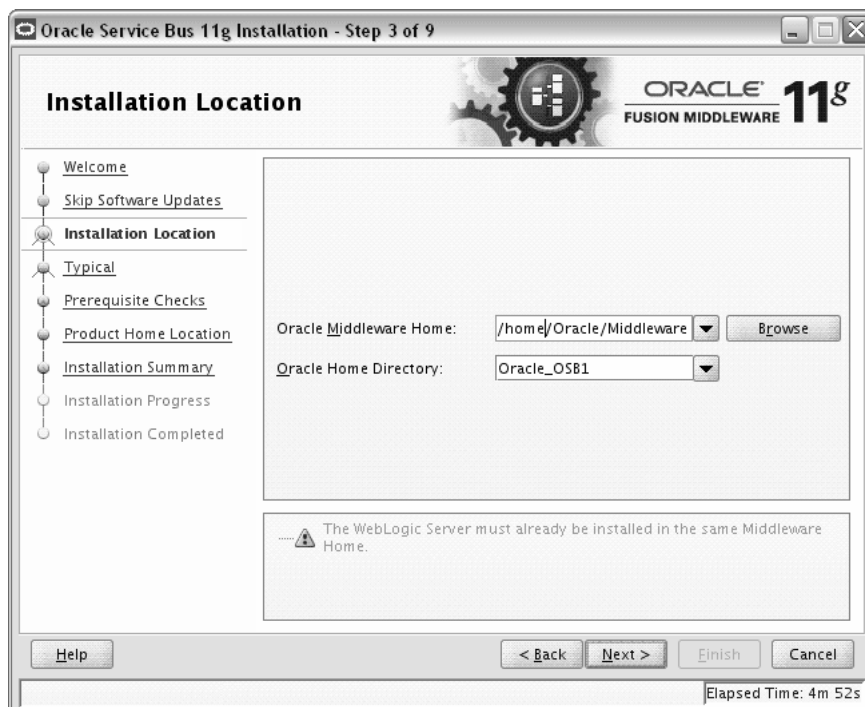 Oracle Service Bus 11g Installation - Step 3 of 9
Installation Location
ORACLE
FUSION MIDDLEWARE
11g
Welcome
Skip Software Updates
Installation Location
Typical
Prerequisite Checks
Product Home Location
Installation Summary
Installation Progress
Installation Completed
Oracle Middleware Home:
/home/Oracle/Middleware
Browse
Oracle Home Directory:
Oracle_OSB1
The WebLogic Server must already be installed in the same Middleware
Home.
Help
< Back
Next >
Finish
Cancel
Elapsed Time: 4m 52s